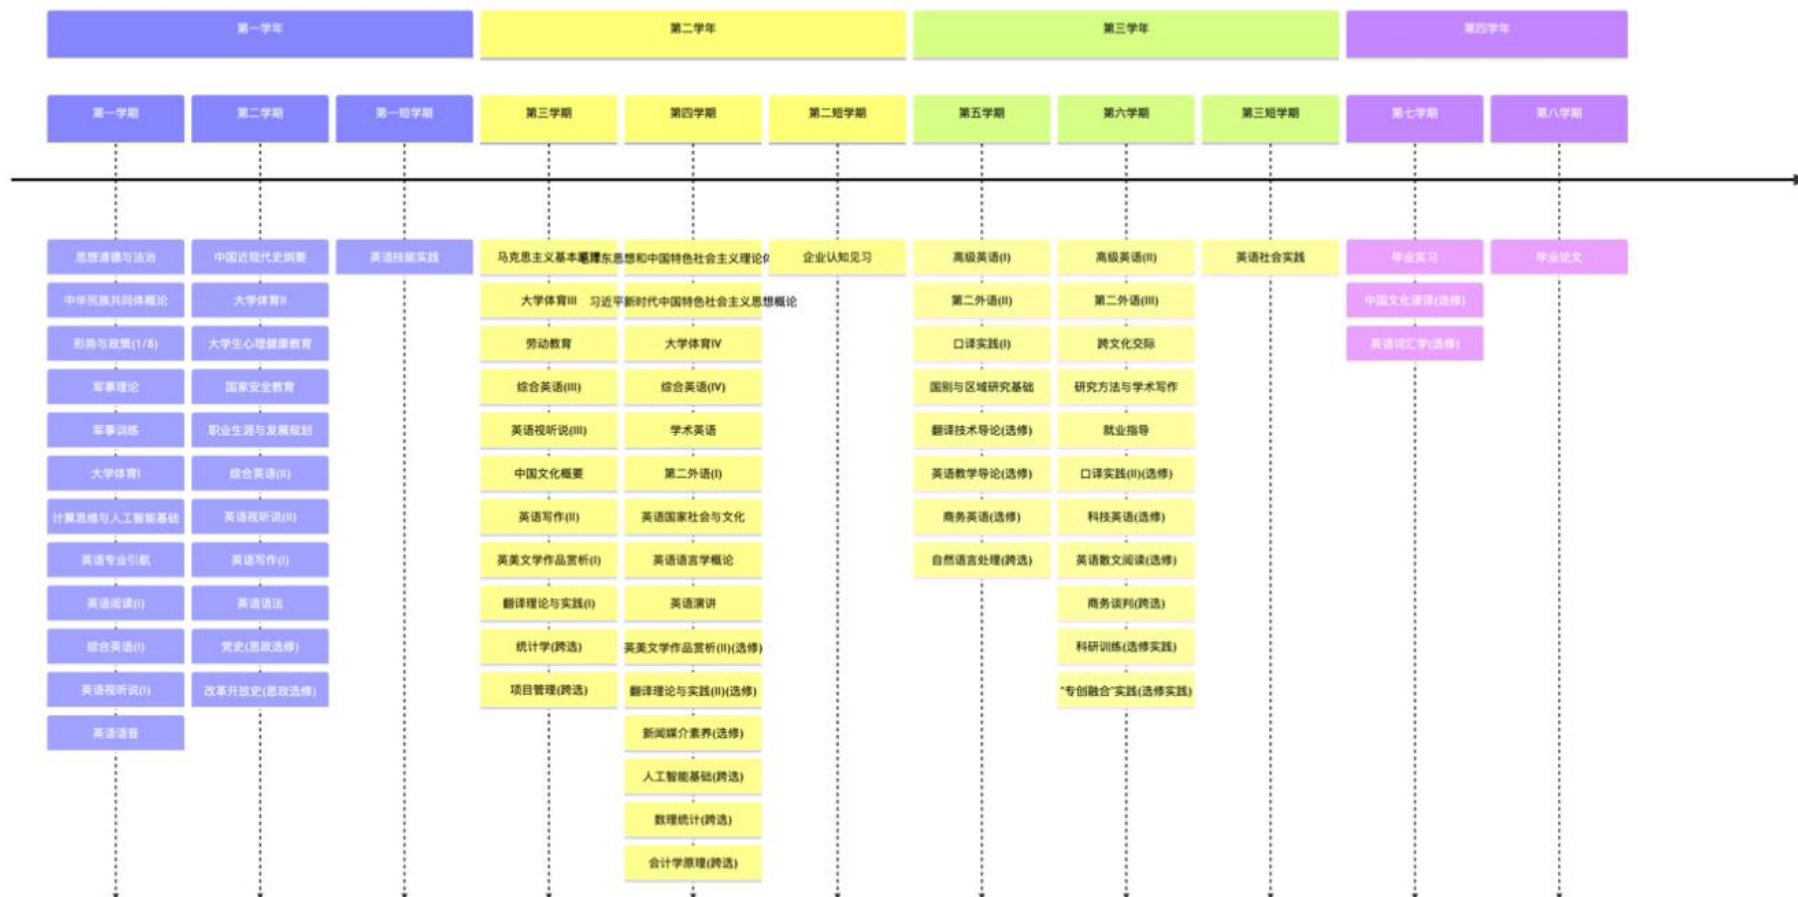 第一学年
第二学年
第三学年
第四学年
第一学期
第二学期
第一短学期
第三学期
第四学期
第二短学期
第五学期
第六学期
第三短学期
第七学期
第八学期
思想道德与法治
中华民族共同体概论
形势与政策(1/8)
军事理论
军事训练
大学体育I
计算思维与人工智能基础
英语专业引航
英语阅读(I)
综合英语(I)
英语视听说(I)
英语语音
中国近现代史纲要
大学体育II
大学生心理健康教育
国家安全教育
职业生涯与发展规划
综合英语(II)
英语视听说(II)
英语写作(I)
英语语法
党史(思政选修)
改革开放史(思政选修)
英语技能实践
马克思主义基本原理
大学体育III
劳动教育
综合英语(III)
英语视听说(III)
中国文化概要
英语写作(II)
英美文学作品赏析(I)
翻译理论与实践(I)
统计学(跨选)
项目管理(跨选)
东思想和中国特色社会主义理论
习近平新时代中国特色社会主义思想概论
大学体育IV
综合英语(IV)
学术英语
第二外语(I)
英语国家社会与文化
英语语言学概论
英语演讲
英美文学作品赏析(II)(选修)
翻译理论与实践(II)(选修)
新闻媒介素养(选修)
人工智能基础(跨选)
数理统计(跨选)
会计学原理(跨选)
企业认知见习
高级英语(I)
第二外语(II)
口译实践(I)
国别与区域研究基础
翻译技术导论(选修)
英语教学导论(选修)
商务英语(选修)
自然语言处理(跨选)
高级英语(II)
第二外语(III)
跨文化交际
研究方法与学术写作
就业指导
口译实践(II)(选修)
科技英语(选修)
英语散文阅读(选修)
商务谈判(跨选)
科研训练(选修实践)
"专创融合"实践(选修实践)
英语社会实践
毕业实习
中国文化课译(选修)
英语词汇学(选修)
毕业论文